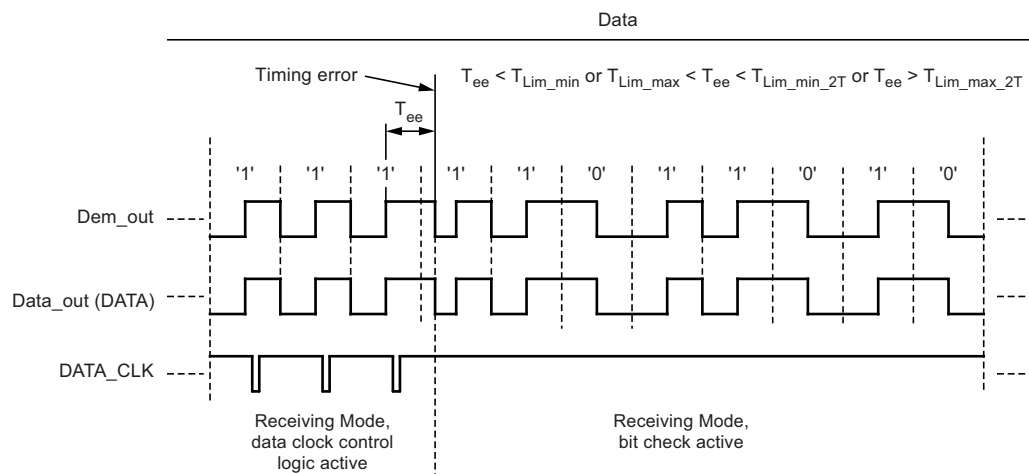 Data
Timing error
T_ee < T_Lim_min or T_Lim_max < T_ee < T_Lim_min_2T or T_ee > T_Lim_max_2T
T_ee
'1' '1' '1' '1' '1' '0' '1' '1' '0' '1' '0'
Dem_out
Data_out (DATA)
DATA_CLK
Receiving Mode,
data clock control
logic active
Receiving Mode,
bit check active